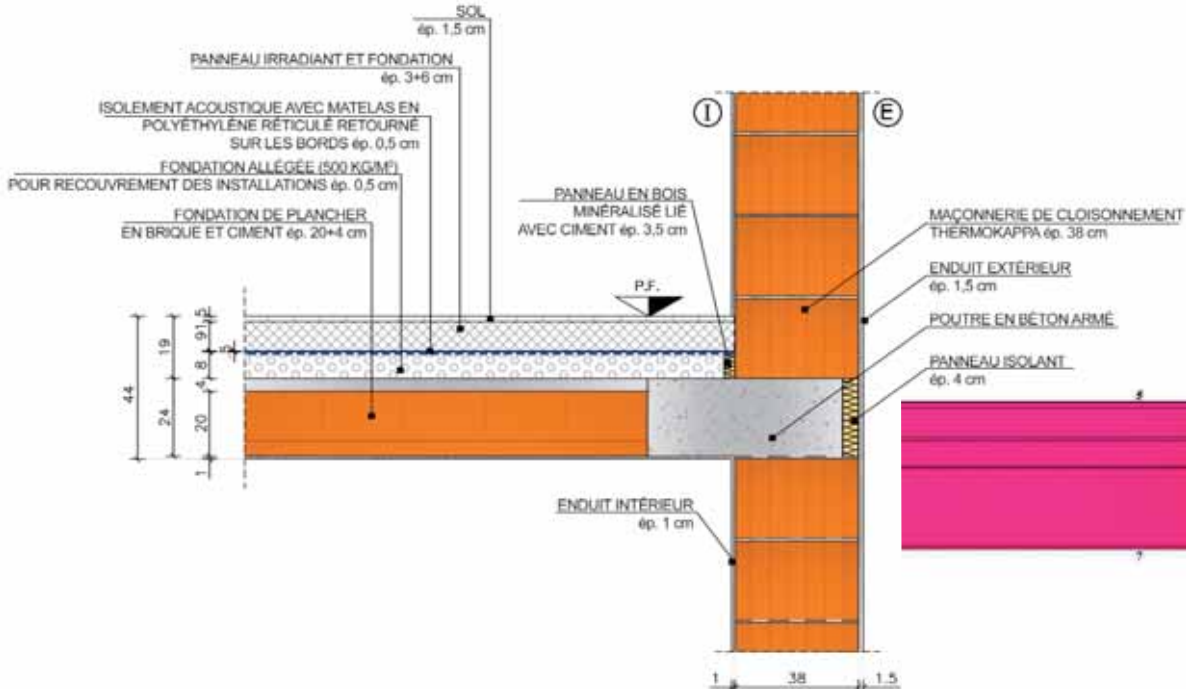 SOL
ép. 1,5 cm
PANNEAU IRRADIANT ET FONDATION
ép. 3+6 cm
ISOLEMENT ACOUSTIQUE AVEC MATELAS EN
POLYÉTHYLÈNE RÉTICULÉ RETOURNÉ
SUR LES BORDS ép. 0,5 cm
FONDATION ALLÉGÉE (500 KG/M³)
POUR RECOUVREMENT DES INSTALLATIONS ép. 0,5 cm
FONDATION DE PLANCHER
EN BRIQUE ET CIMENT ép. 20+4 cm
I
E
PANNEAU EN BOIS
MINÉRALISÉ LIÉ
AVEC CIMENT ép. 3,5 cm
MAÇONNERIE DE CLOISONNEMENT
THERMOKAPPA ép. 38 cm
ENDUIT EXTÉRIEUR
ép. 1,5 cm
POUTRE EN BÉTON ARMÉ
PANNEAU ISOLANT
ép. 4 cm
P.F.
44
19
24
1
91,5
5
8
4
20
ENDUIT INTÉRIEUR
ép. 1 cm
1
38
1.5